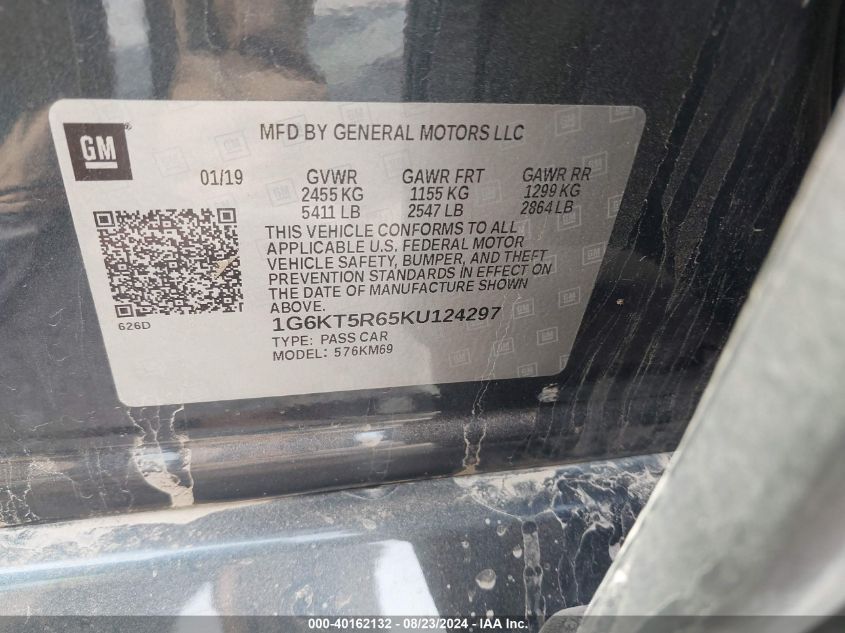 GM
MFD BY GENERAL MOTORS LLC
01/19 GVWR GAWR FRT GAWR RR
2455 KG 1155 KG 1299 KG
5411 LB 2547 LB 2864 LB
THIS VEHICLE CONFORMS TO ALL
APPLICABLE U.S. FEDERAL MOTOR
VEHICLE SAFETY, BUMPER, AND THEFT
PREVENTION STANDARDS IN EFFECT ON
THE DATE OF MANUFACTURE SHOWN
ABOVE.
626D
1G6KT5R65KU124297
TYPE: PASS CAR
MODEL: 576KM69
000-40162132 - 08/23/2024 - IAA Inc.